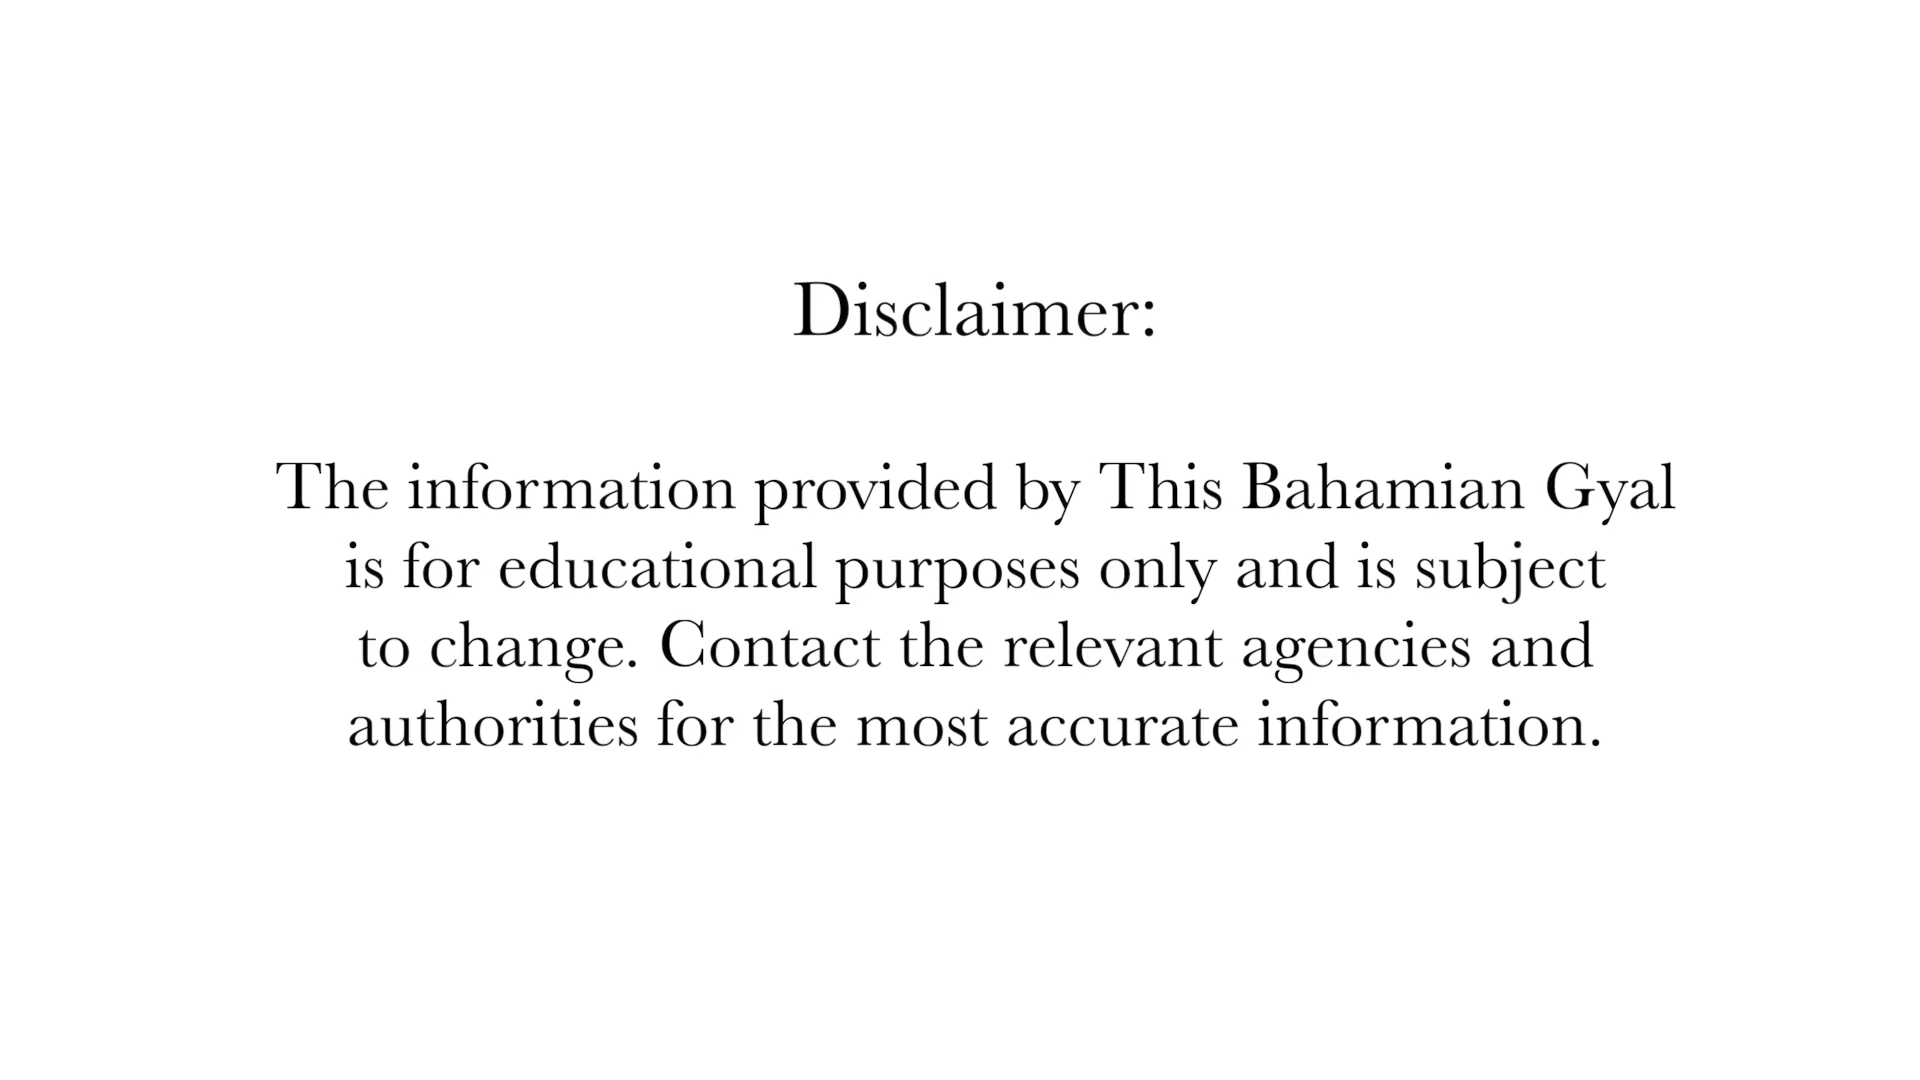 Disclaimer:
The information provided by This Bahamian Gyal
is for educational purposes only and is subject
to change. Contact the relevant agencies and
authorities for the most accurate information.